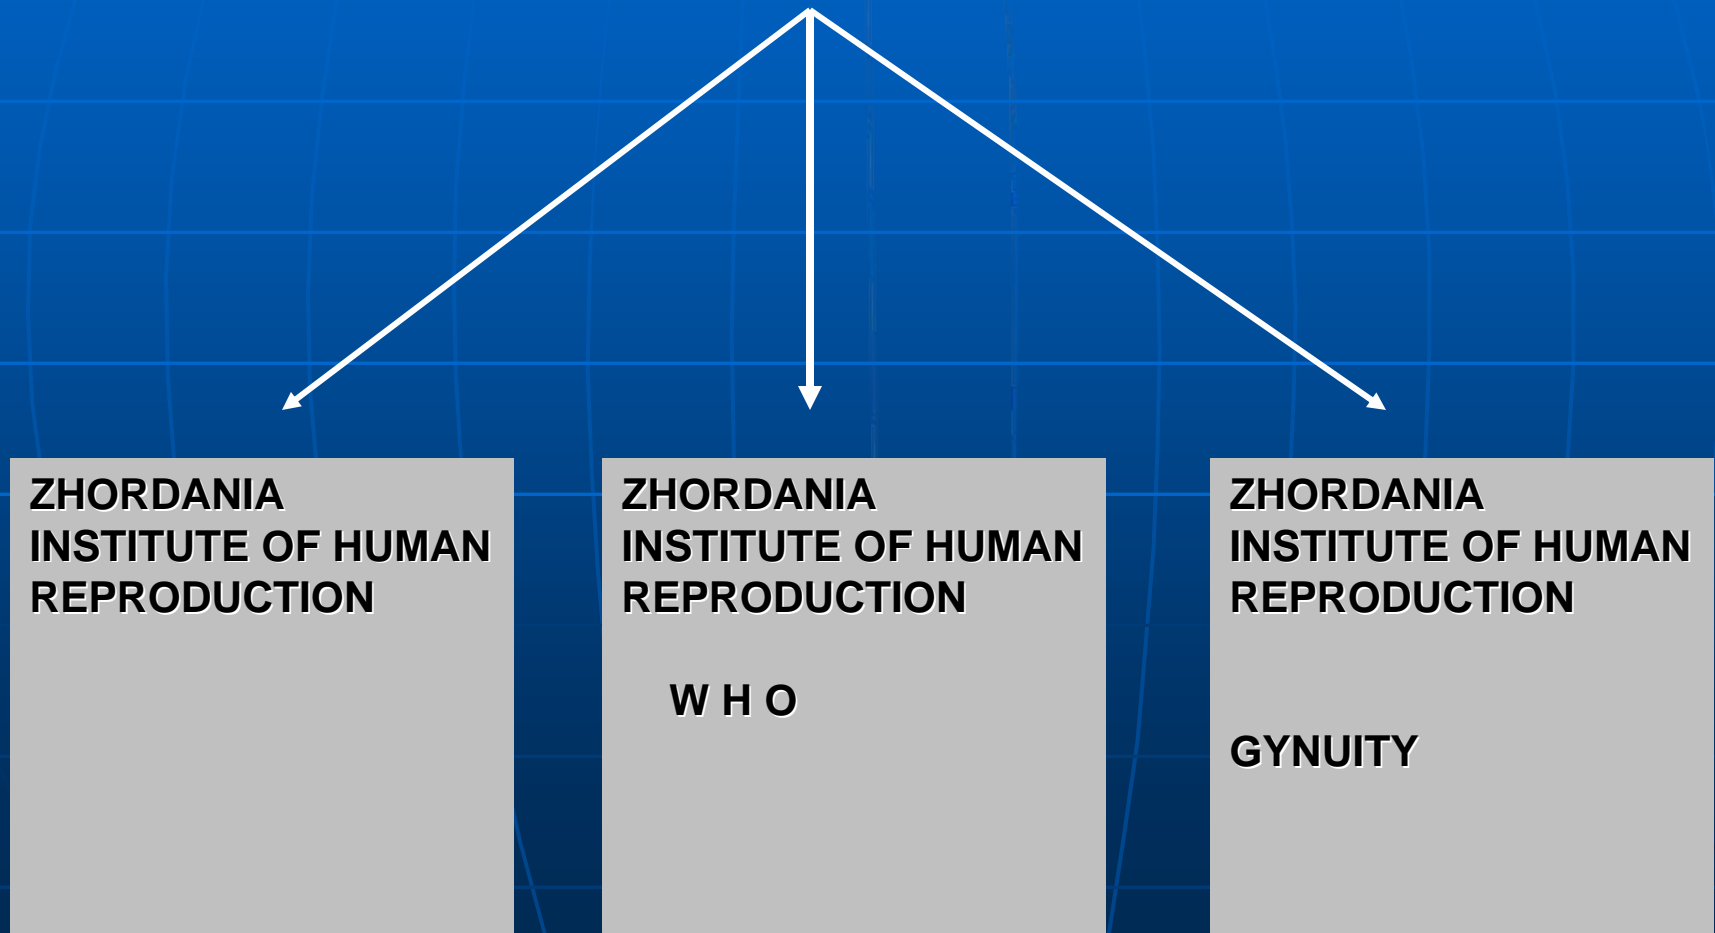 ZHORDANIA
INSTITUTE OF HUMAN
REPRODUCTION
ZHORDANIA
INSTITUTE OF HUMAN
REPRODUCTION
W H O
ZHORDANIA
INSTITUTE OF HUMAN
REPRODUCTION
GYNUITY